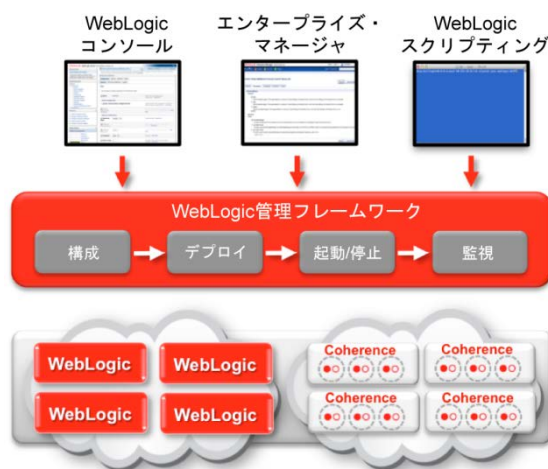 WebLogic
コンソール
エンタープライズ・
マネージャ
WebLogic
スクリプティング
WebLogic管理フレームワーク
構成
デプロイ
起動/停止
監視
WebLogic
WebLogic
Coherence
Coherence
WebLogic
WebLogic
Coherence
Coherence